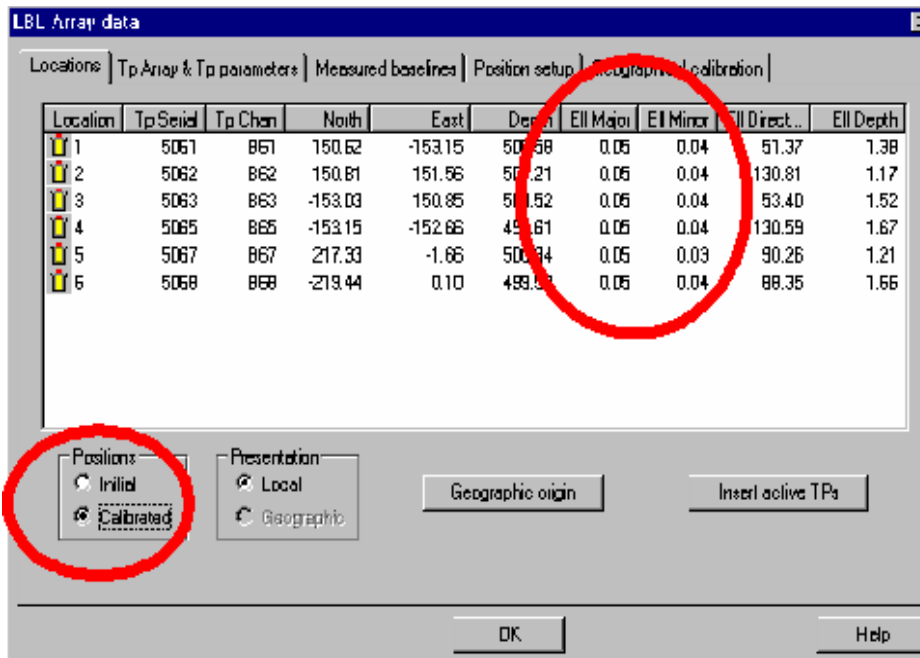 LBL Array data
Locations Tp Array & Tp parameters Measured baselines Position setup Geographical calibration
Location Tp Serial Tp Chan North East Depth Ell Major Ell Minor Ell Direct... Ell Depth
1 5061 B61 150.62 -153.15 0.05 0.04 51.37 1.38
2 5062 B62 150.81 151.56 0.05 0.04 130.81 1.17
3 5063 B63 -153.03 150.85 0.05 0.04 53.40 1.52
4 5065 B65 -153.15 -152.66 0.05 0.04 130.59 1.67
5 5067 B67 217.33 -1.66 0.05 0.03 90.26 1.21
6 5068 B68 -219.44 0.10 0.05 0.04 88.35 1.66
Positions Presentation
Initial Local Geographic origin Insert active TPs
Calibrated Geographic
OK Help